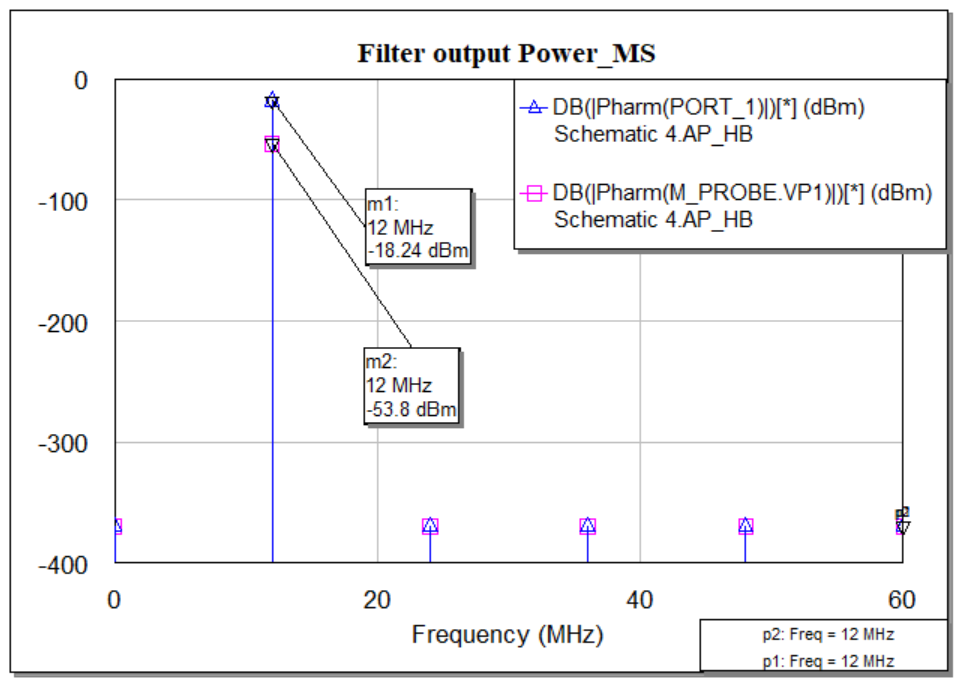 Filter output Power_MS
0
-100
-200
-300
-400
DB(|Pharm(PORT_1)|)[*] (dBm)
Schematic 4.AP_HB
DB(|Pharm(M_PROBE.VP1)|)[*] (dBm)
Schematic 4.AP_HB
m1:
12 MHz
-18.24 dBm
m2:
12 MHz
-53.8 dBm
0
20
40
60
Frequency (MHz)
p2: Freq = 12 MHz
p1: Freq = 12 MHz